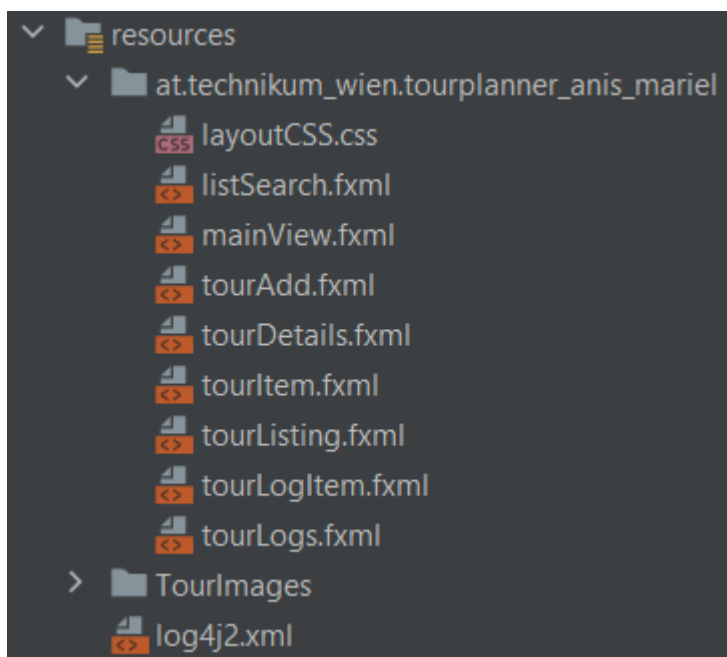 resources
at.technikum_wien.tourplanner_anis_mariel
CSS layoutCSS.css
<> listSearch.fxml
<> mainView.fxml
<> tourAdd.fxml
<> tourDetails.fxml
<> tourItem.fxml
<> tourListing.fxml
<> tourLogItem.fxml
<> tourLogs.fxml
TourImages
<> log4j2.xml